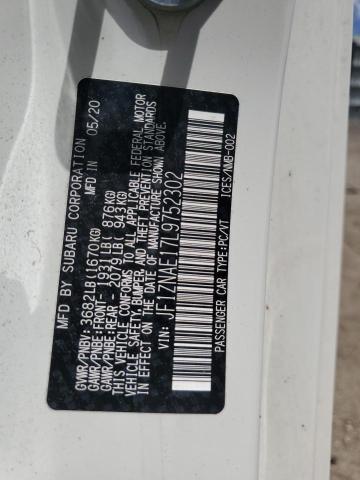 MFD BY SUBARU CORPORATION
MFD IN 05/20
GVWR/PNBV: 3682LB(1670KG)
GAWR/PNBE:FRONT- 1931LB( 876KG)
GAWR/PNBE:REAR - 2079LB( 943KG)
THIS VEHICLE CONFORMS TO ALL APPLICABLE FEDERAL MOTOR
VEHICLE SAFETY, BUMPER, AND THEFT PREVENTION STANDARDS
IN EFFECT ON THE DATE OF MANUFACTURE SHOWN ABOVE.
VIN: JF1ZNAE17L9752302
PASSENGER CAR TYPE-PC/VT ICES/NMB-002